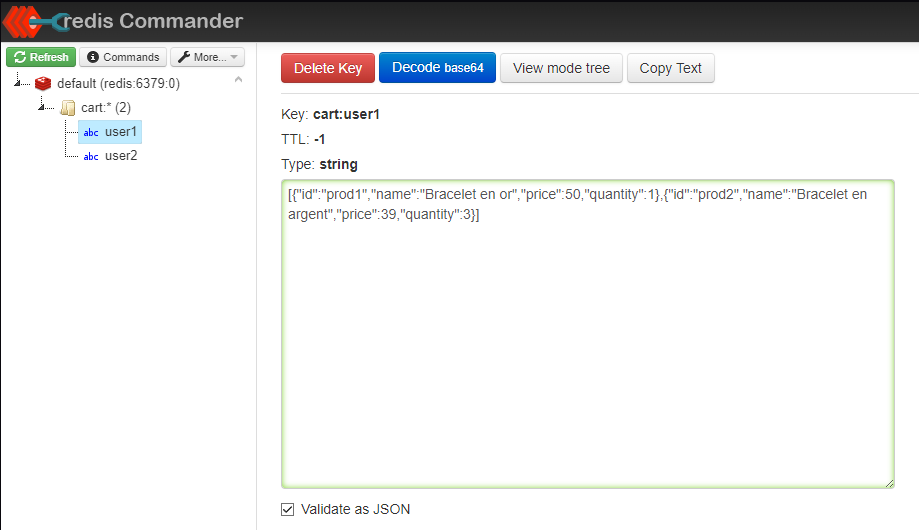 redis Commander
Refresh Commands More...
default (redis:6379:0)
cart:* (2)
abc user1
abc user2
Delete Key Decode base64 View mode tree Copy Text
Key: cart:user1
TTL: -1
Type: string
[{"id":"prod1","name":"Bracelet en or","price":50,"quantity":1},{"id":"prod2","name":"Bracelet en
argent","price":39,"quantity":3}]
Validate as JSON